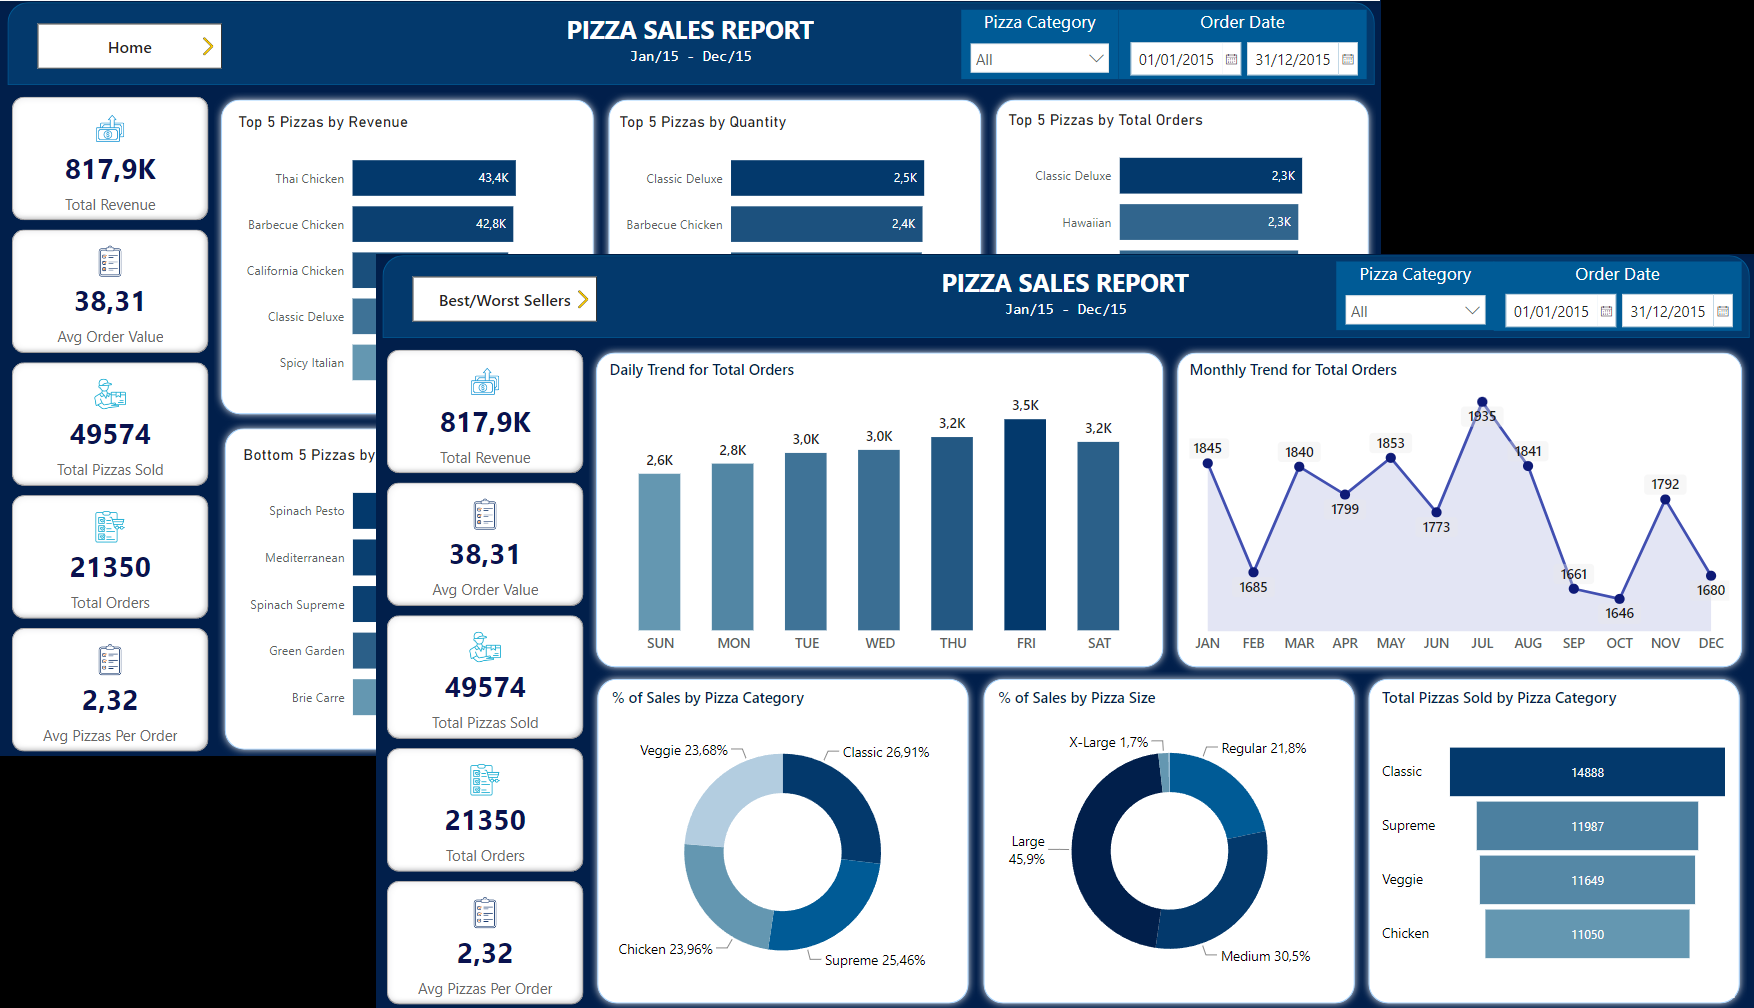 Home
PIZZA SALES REPORT
Jan/15 - Dec/15
Pizza Category
All
Order Date
01/01/2015
31/12/2015
817,9K
Total Revenue
38,31
Avg Order Value
49574
Total Pizzas Sold
21350
Total Orders
2,32
Avg Pizzas Per Order
Top 5 Pizzas by Revenue
Thai Chicken
43,4K
Barbecue Chicken
42,8K
California Chicken
Classic Deluxe
Spicy Italian
Top 5 Pizzas by Quantity
Classic Deluxe
2,5K
Barbecue Chicken
2,4K
Top 5 Pizzas by Total Orders
Classic Deluxe
2,3K
Hawaiian
2,3K
Bottom 5 Pizzas by
Spinach Pesto
Mediterranean
Spinach Supreme
Green Garden
Brie Carre
Best/Worst Sellers
PIZZA SALES REPORT
Jan/15 - Dec/15
Pizza Category
All
Order Date
01/01/2015
31/12/2015
817,9K
Total Revenue
38,31
Avg Order Value
49574
Total Pizzas Sold
21350
Total Orders
2,32
Avg Pizzas Per Order
Daily Trend for Total Orders
2,6K
2,8K
3,0K
3,0K
3,2K
3,5K
3,2K
SUN
MON
TUE
WED
THU
FRI
SAT
Monthly Trend for Total Orders
1845
1685
1840
1799
1853
1773
1935
1841
1661
1646
1792
1680
JAN
FEB
MAR
APR
MAY
JUN
JUL
AUG
SEP
OCT
NOV
DEC
% of Sales by Pizza Category
Veggie 23,68%
Classic 26,91%
Chicken 23,96%
Supreme 25,46%
% of Sales by Pizza Size
X-Large 1,7%
Regular 21,8%
Large
45,9%
Medium 30,5%
Total Pizzas Sold by Pizza Category
Classic
14888
Supreme
11987
Veggie
11649
Chicken
11050